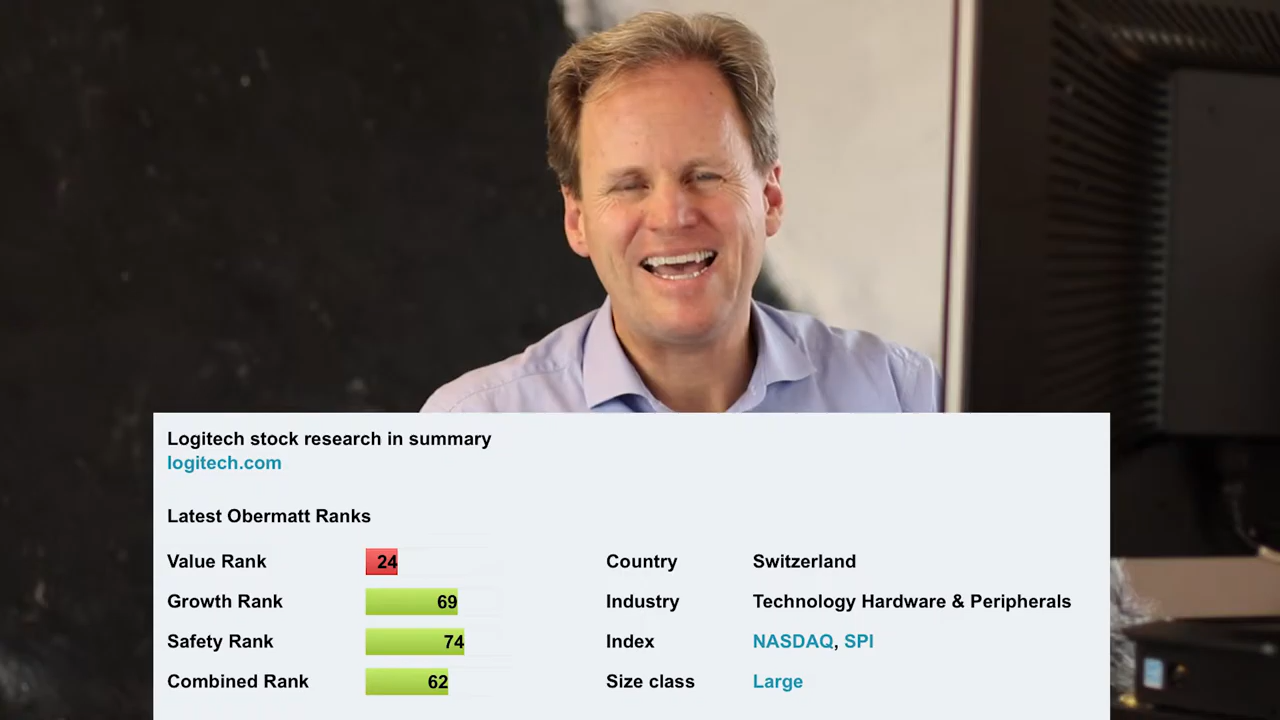 Logitech stock research in summary
logitech.com
Latest Obermatt Ranks
Value Rank 24 Country Switzerland
Growth Rank 69 Industry Technology Hardware & Peripherals
Safety Rank 74 Index NASDAQ, SPI
Combined Rank 62 Size class Large